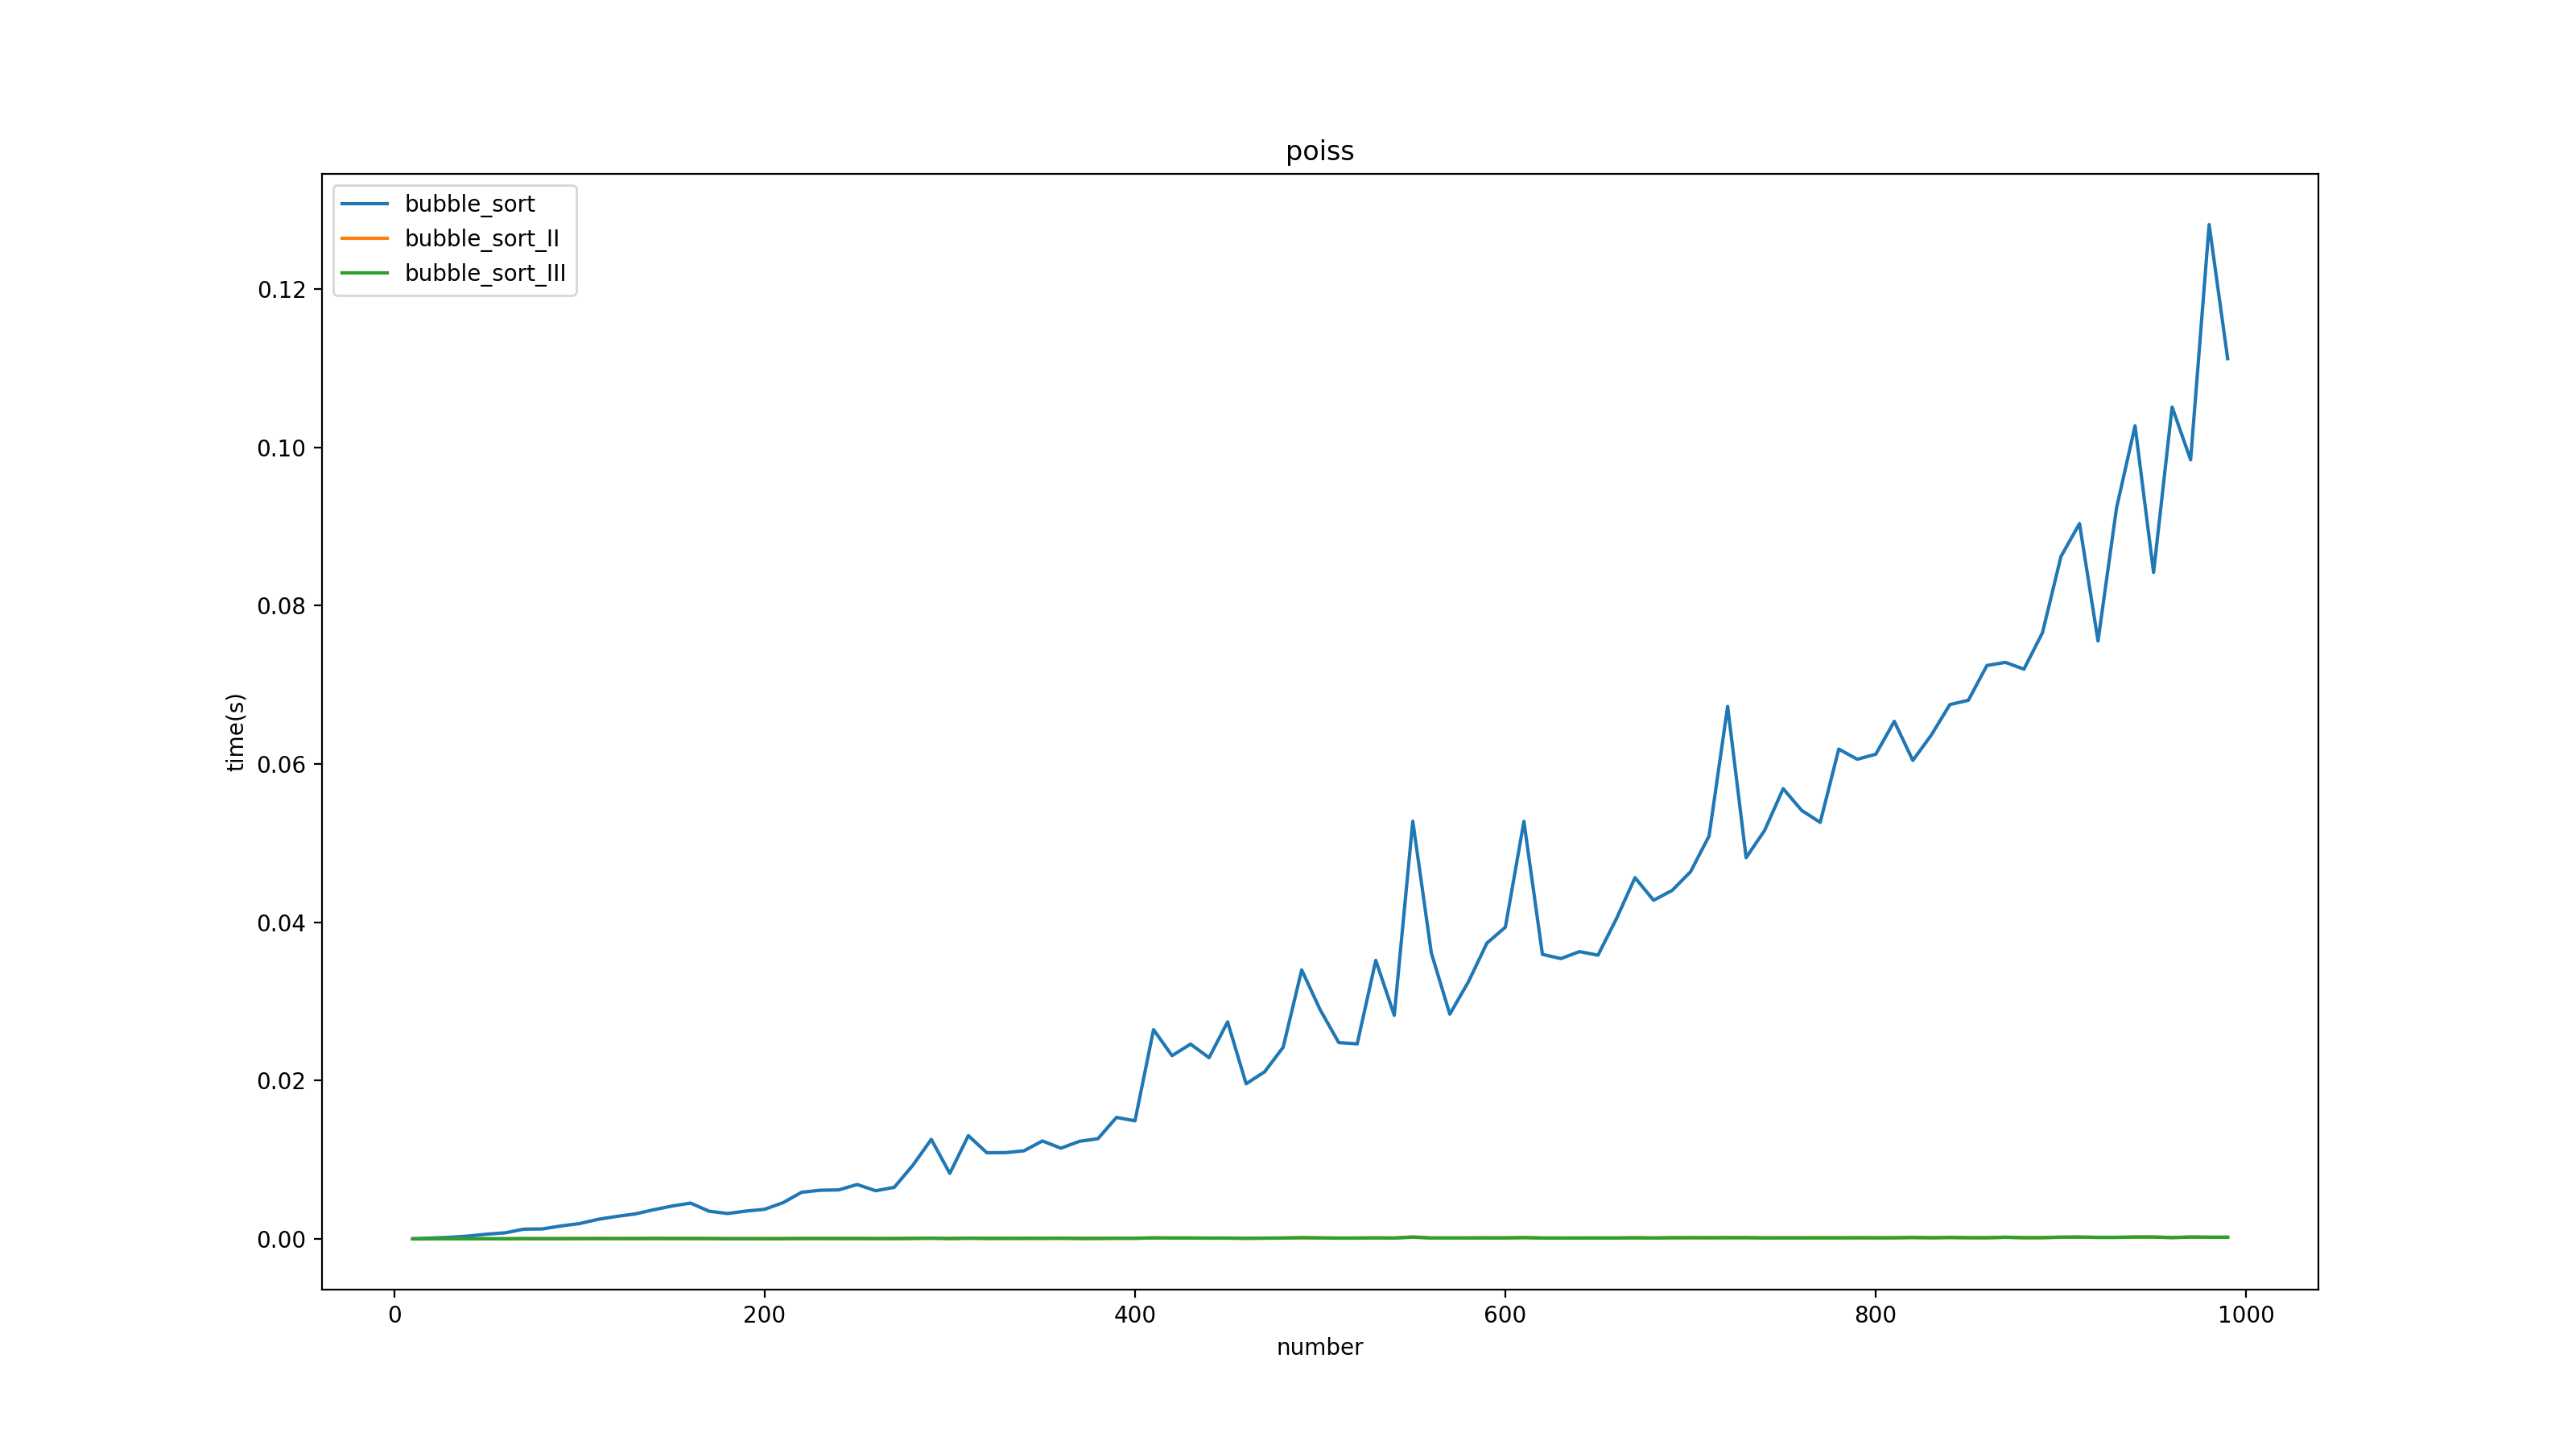 poiss
bubble_sort
bubble_sort_II
bubble_sort_III
0.12
0.10
0.08
0.06
0.04
0.02
0.00
time(s)
0 200 400 600 800 1000
number